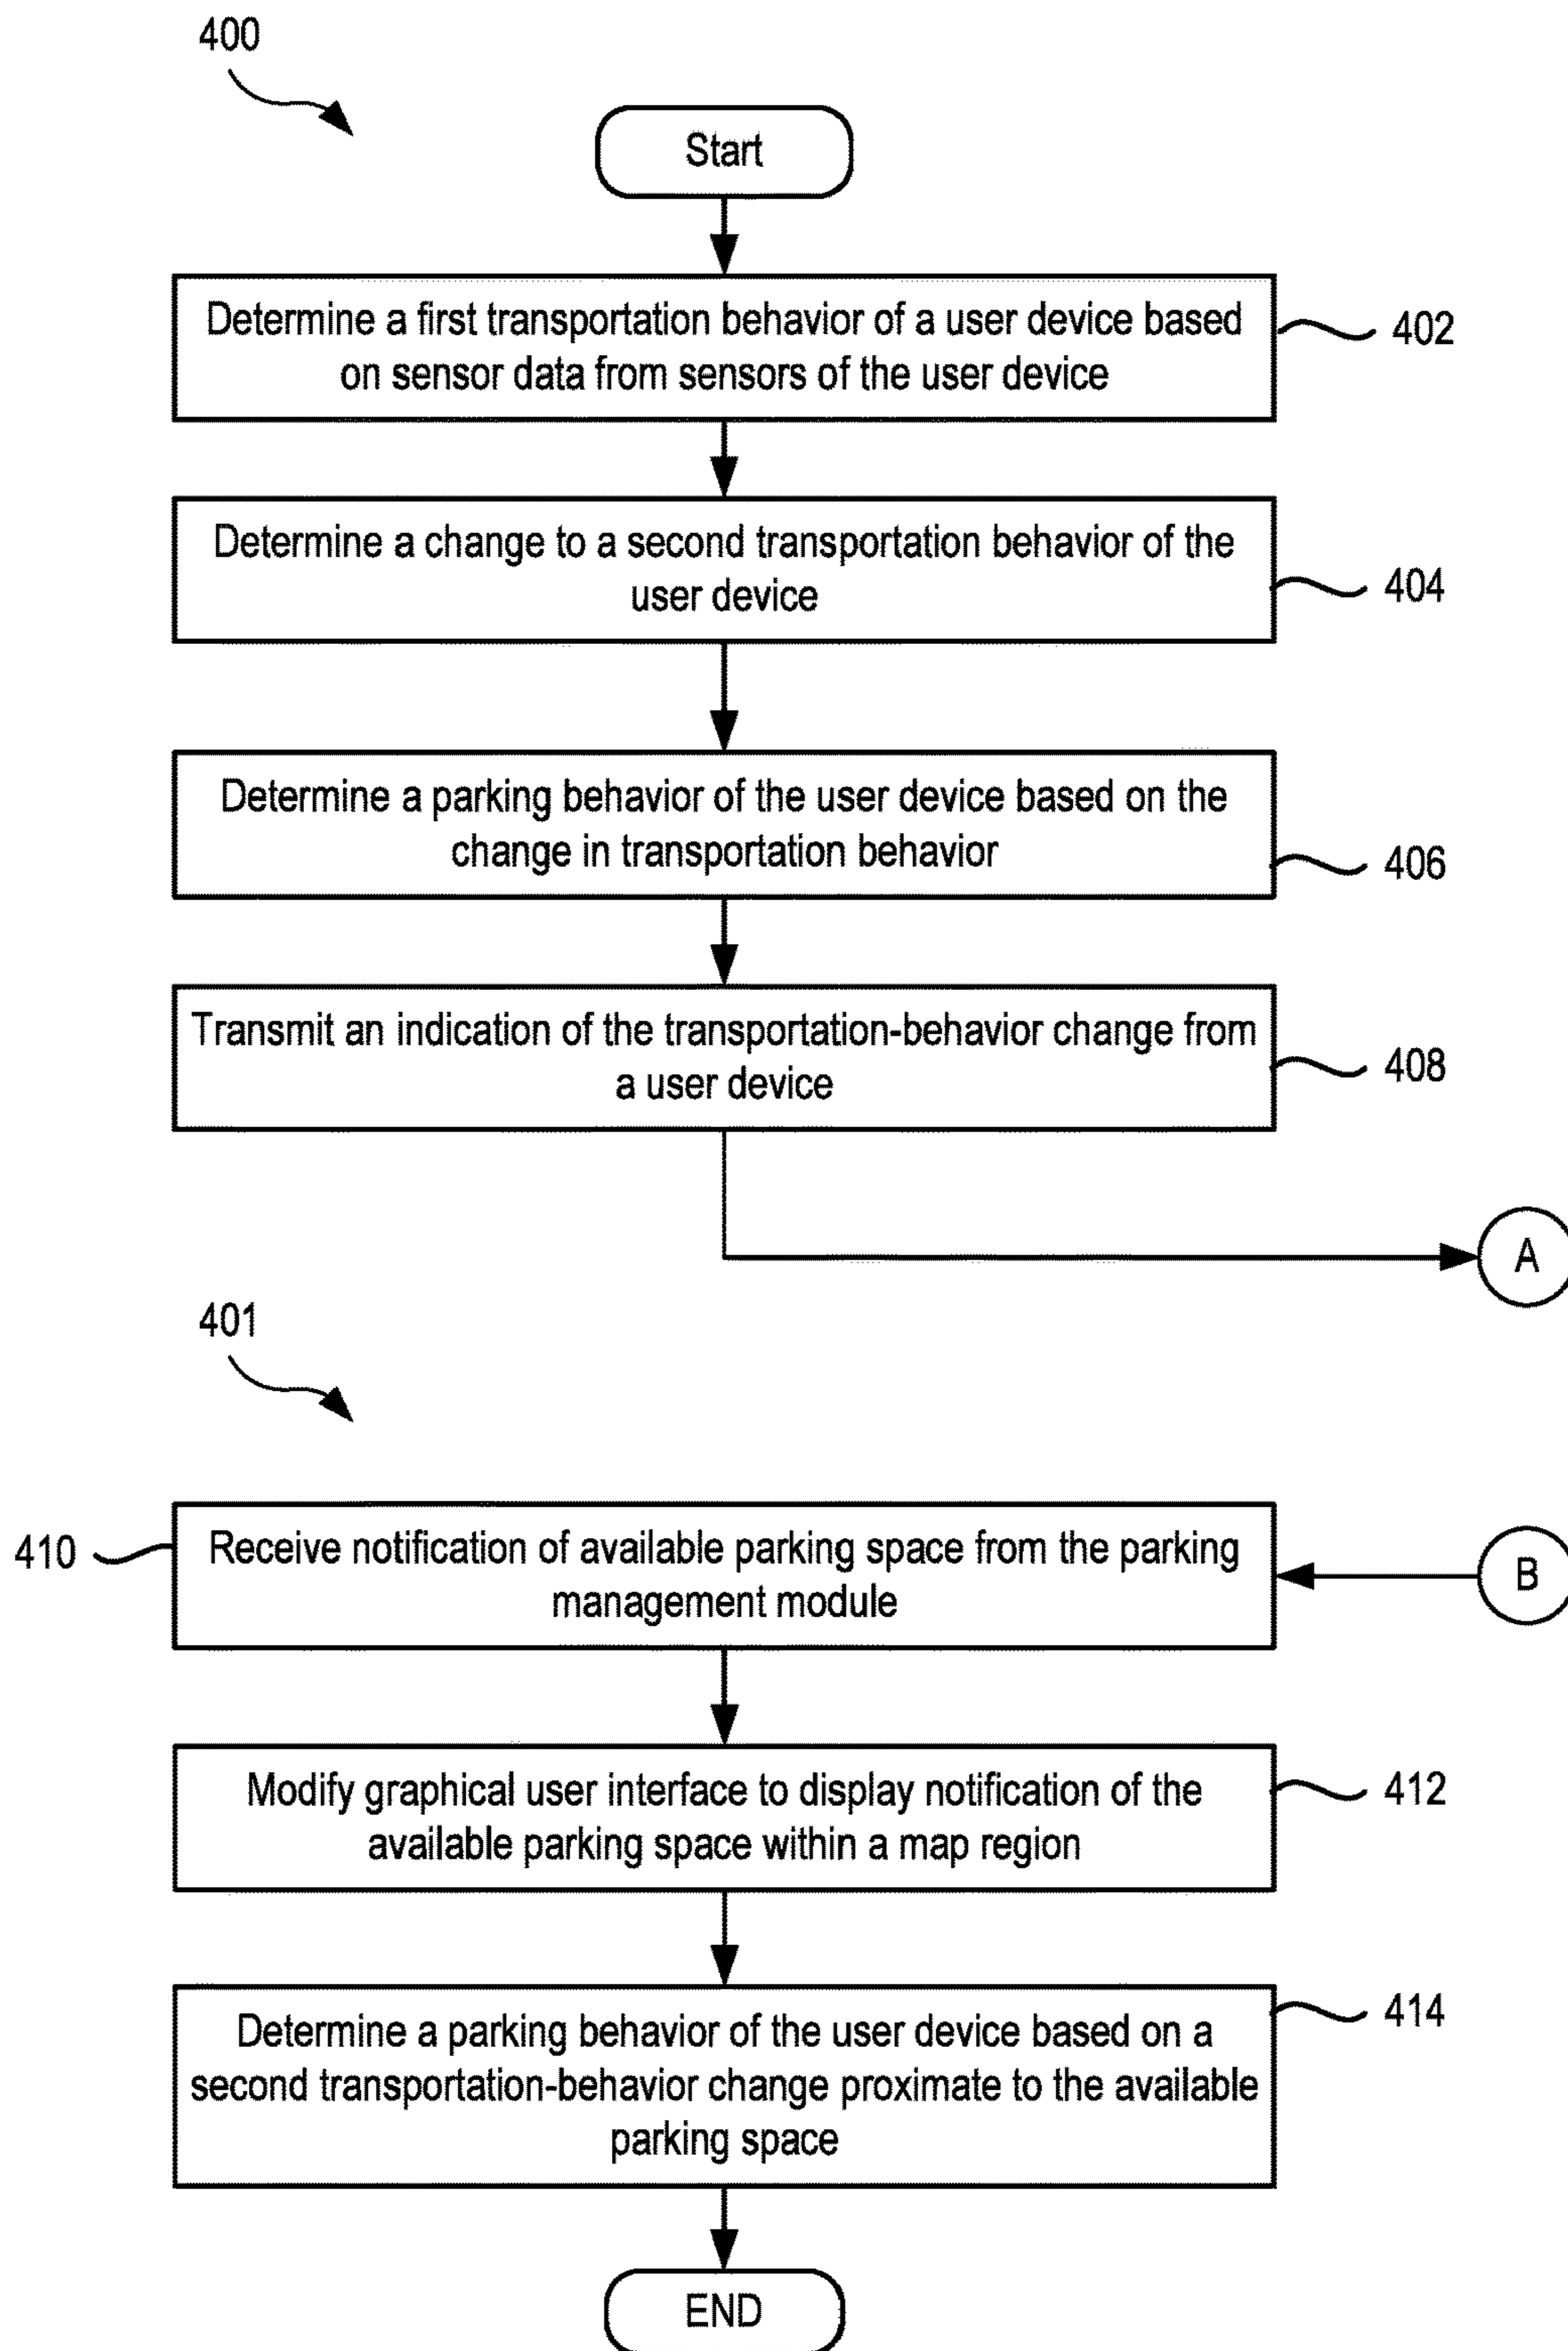 400
Start
Determine a first transportation behavior of a user device based
on sensor data from sensors of the user device
402
Determine a change to a second transportation behavior of the
user device
404
Determine a parking behavior of the user device based on the
change in transportation behavior
406
Transmit an indication of the transportation-behavior change from
a user device
408
A
401
410
Receive notification of available parking space from the parking
management module
B
Modify graphical user interface to display notification of the
available parking space within a map region
412
Determine a parking behavior of the user device based on a
second transportation-behavior change proximate to the available
parking space
414
END